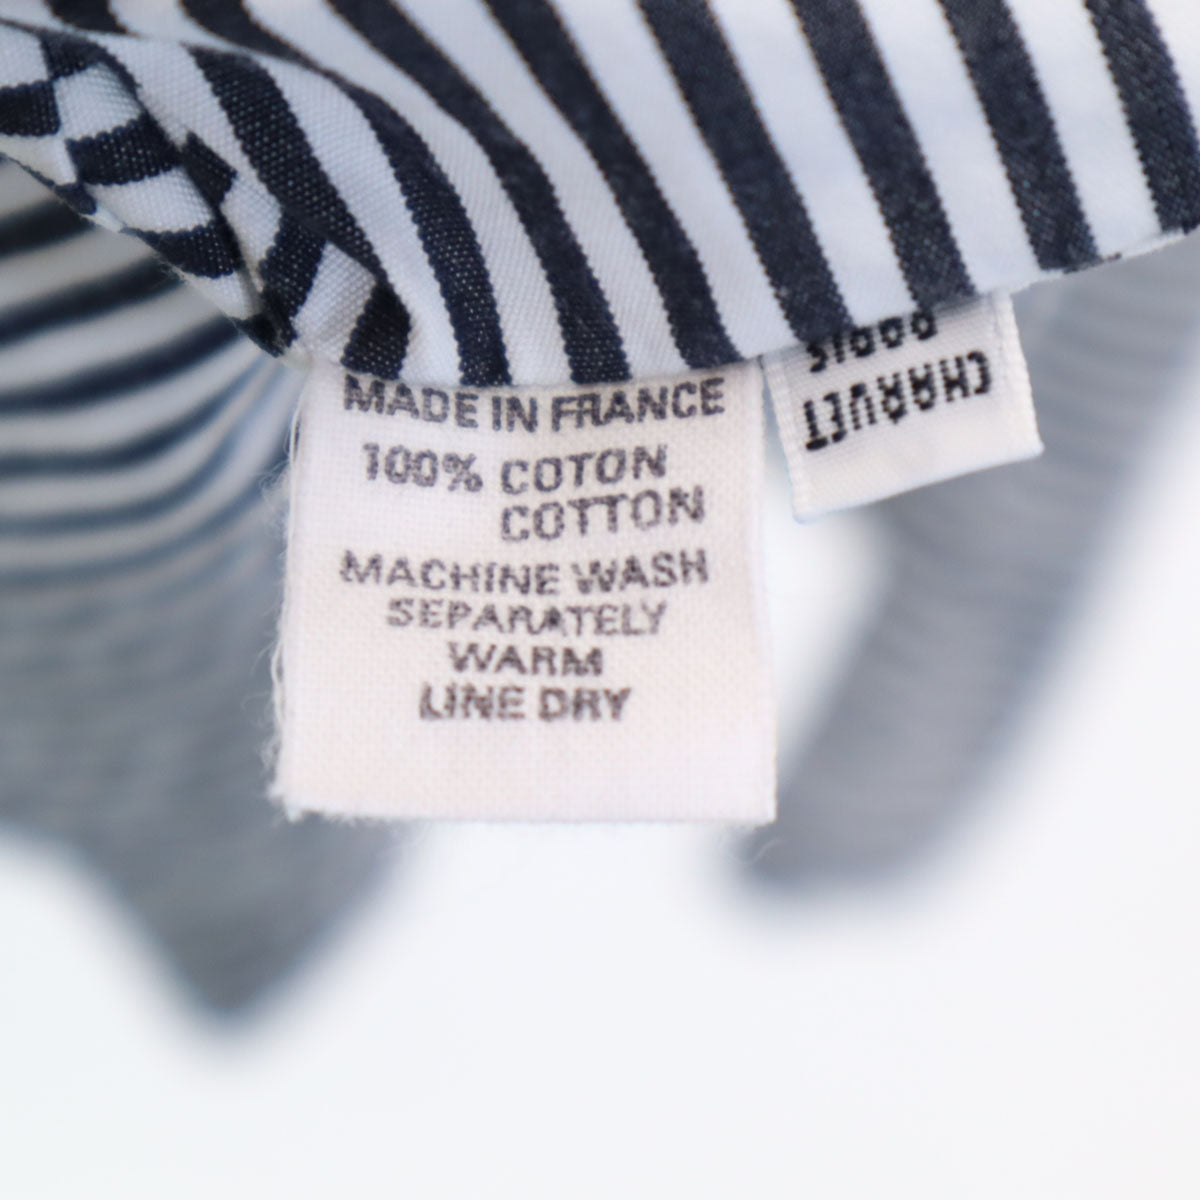 MADE IN FRANCE
100% COTON
COTTON
MACHINE WASH
SEPARATELY
WARM
LINE DRY
CHARVET
PARIS